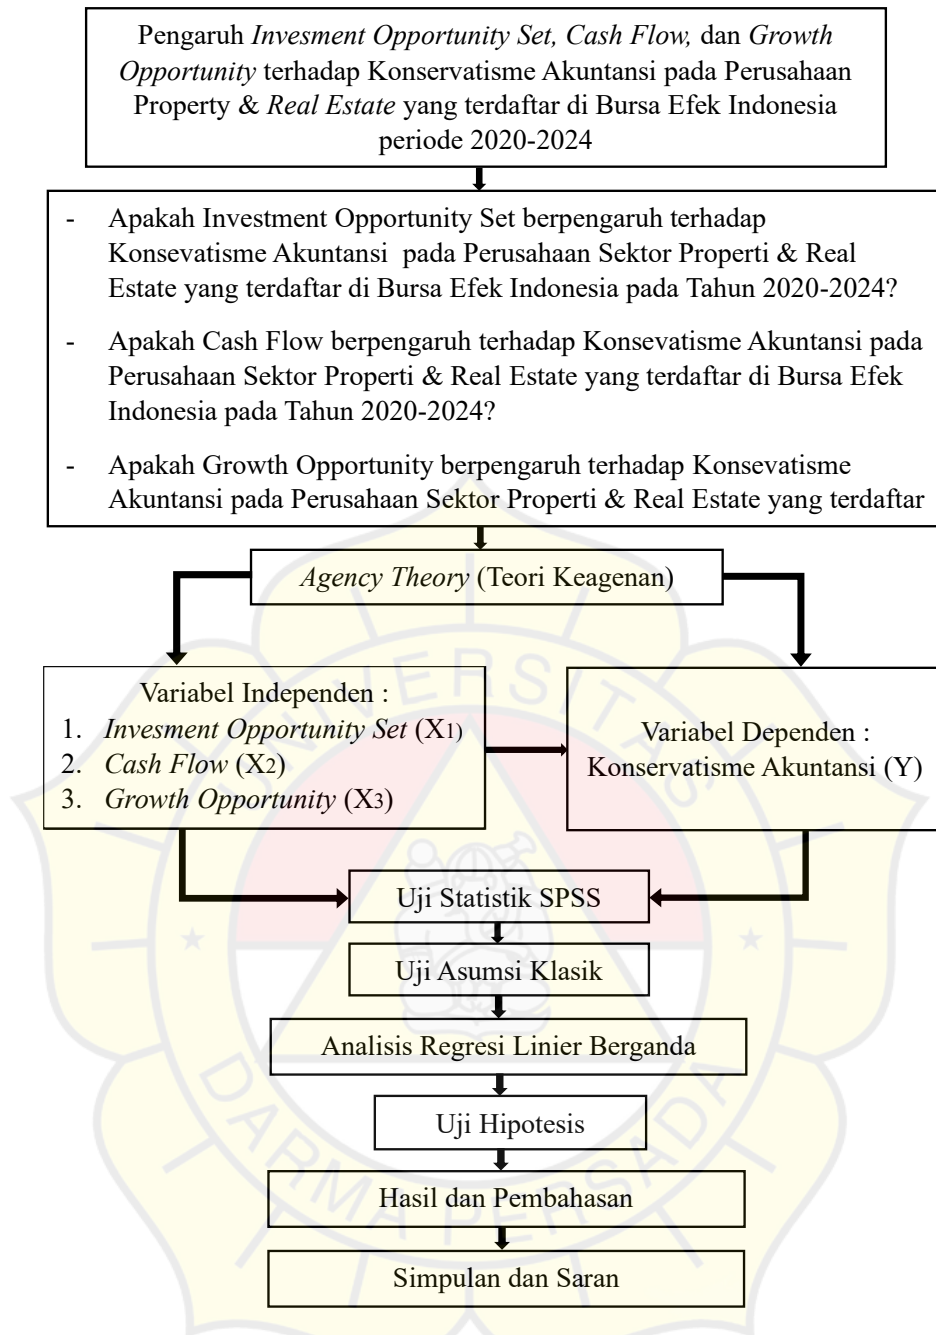 Pengaruh Invesment Opportunity Set, Cash Flow, dan Growth
Opportunity terhadap Konservatisme Akuntansi pada Perusahaan
Property & Real Estate yang terdaftar di Bursa Efek Indonesia
periode 2020-2024
- Apakah Investment Opportunity Set berpengaruh terhadap
Konsevatisme Akuntansi pada Perusahaan Sektor Properti & Real
Estate yang terdaftar di Bursa Efek Indonesia pada Tahun 2020-2024?
- Apakah Cash Flow berpengaruh terhadap Konsevatisme Akuntansi pada
Perusahaan Sektor Properti & Real Estate yang terdaftar di Bursa Efek
Indonesia pada Tahun 2020-2024?
- Apakah Growth Opportunity berpengaruh terhadap Konsevatisme
Akuntansi pada Perusahaan Sektor Properti & Real Estate yang terdaftar
Agency Theory (Teori Keagenan)
Variabel Independen :
1. Invesment Opportunity Set (X1)
2. Cash Flow (X2)
3. Growth Opportunity (X3)
Variabel Dependen :
Konservatisme Akuntansi (Y)
Uji Statistik SPSS
Uji Asumsi Klasik
Analisis Regresi Linier Berganda
Uji Hipotesis
Hasil dan Pembahasan
Simpulan dan Saran
UNIVERSITAS
DARMA PERSADA